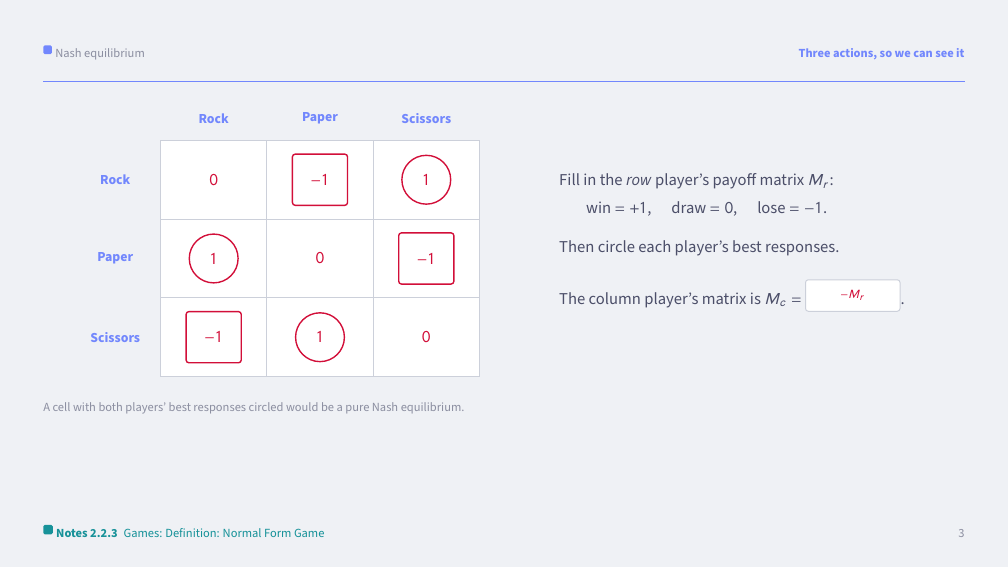 Nash equilibrium
Three actions, so we can see it
Rock Paper Scissors
Rock 0 −1 1
Paper 1 0 −1
Scissors −1 1 0
A cell with both players’ best responses circled would be a pure Nash equilibrium.
Fill in the row player’s payoff matrix Mr:
win = +1, draw = 0, lose = −1.
Then circle each player’s best responses.
The column player’s matrix is Mc = −Mr.
Notes 2.2.3 Games: Definition: Normal Form Game
3